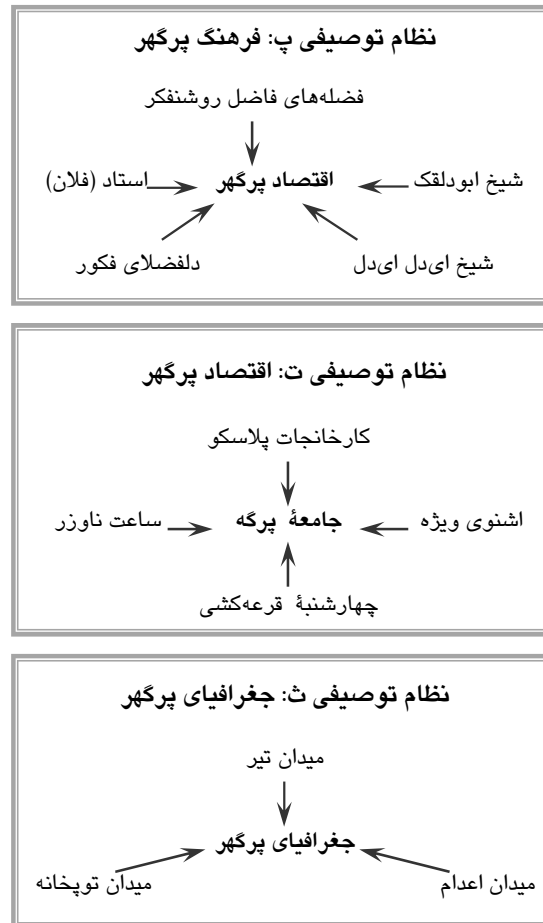 نظام توصیفی پ: فرهنگ پرگهر
فضله‌های فاضل روشنفکر
شیخ ابودلقک اقتصاد پرگهر استاد (فلان)
شیخ ای‌دل ای‌دل دلفضلای فکور
نظام توصیفی ت: اقتصاد پرگهر
کارخانجات پلاسکو
اشنوی ویژه جامعهٔ پرگه ساعت ناوزر
چهارشنبهٔ قرعه‌کشی
نظام توصیفی ث: جغرافیای پرگهر
میدان تیر
جغرافیای پرگهر
میدان اعدام میدان توپخانه